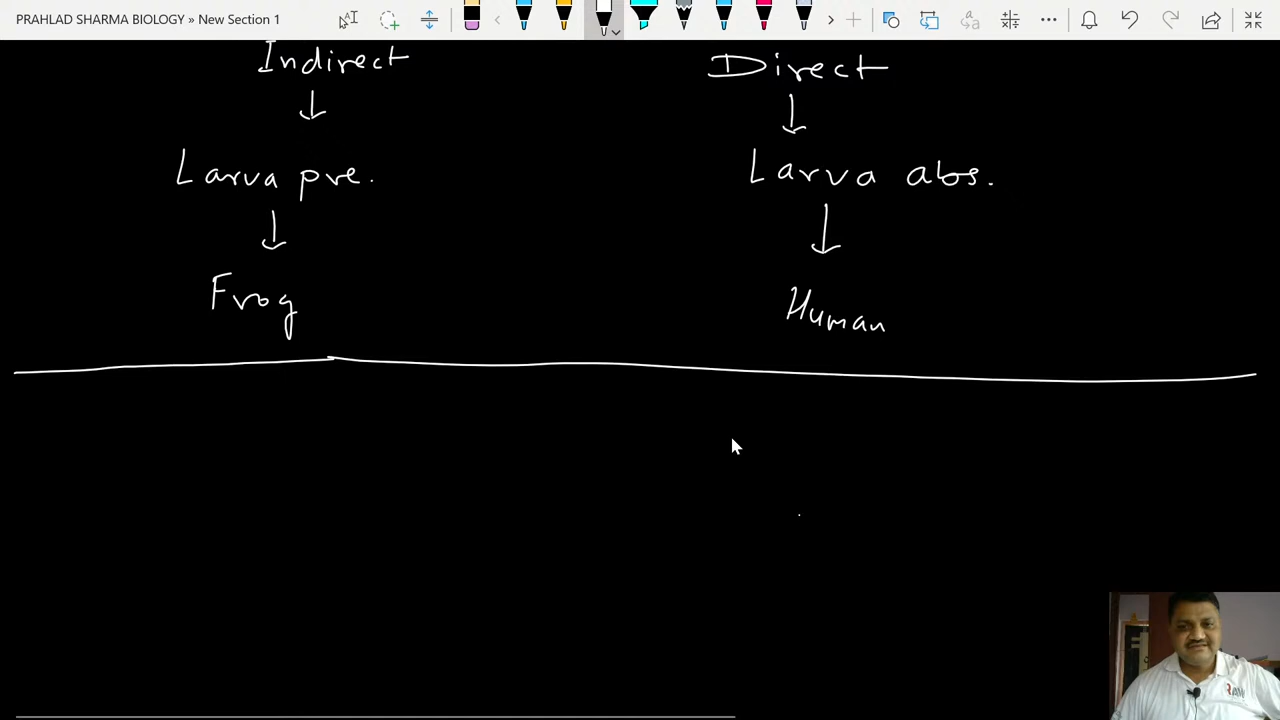 PRAHLAD SHARMA BIOLOGY » New Section 1
Indirect Direct
↓ ↓
Larva pre. Larva abs.
↓ ↓
Frog Human